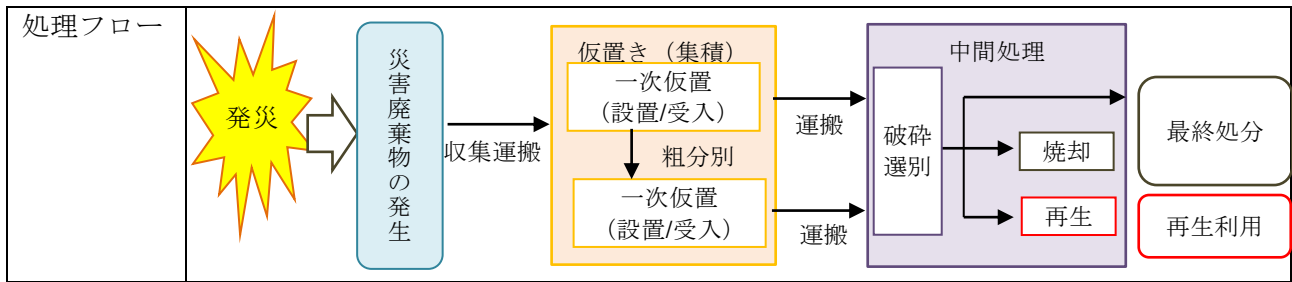 処理フロー
発災
災害廃棄物の発生
収集運搬
仮置き（集積）
一次仮置
（設置/受入）
粗分別
一次仮置
（設置/受入）
運搬
運搬
中間処理
破砕
選別
焼却
再生
最終処分
再生利用